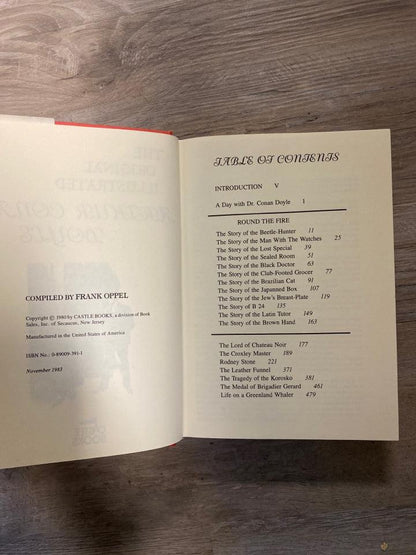 THE
ORIGINAL
ILLUSTRATED
ARTHUR CONAN
DOYLE
COMPILED BY FRANK OPPEL
Copyright © 1980 by CASTLE BOOKS, a division of Book
Sales, Inc. of Secaucus, New Jersey
Manufactured in the United States of America
ISBN No.: 0-89009-391-1
November 1983
TABLE OF CONTENTS
INTRODUCTION V
A Day with Dr. Conan Doyle 1
ROUND THE FIRE
The Story of the Beetle-Hunter 11
The Story of the Man With The Watches 25
The Story of the Lost Special 39
The Story of the Sealed Room 51
The Story of the Black Doctor 63
The Story of the Club-Footed Grocer 77
The Story of the Brazilian Cat 91
The Story of the Japanned Box 107
The Story of the Jew's Breast-Plate 119
The Story of B 24 135
The Story of the Latin Tutor 149
The Story of the Brown Hand 163
The Lord of Chateau Noir 177
The Croxley Master 189
Rodney Stone 221
The Leather Funnel 371
The Tragedy of the Korosko 381
The Medal of Brigadier Gerard 461
Life on a Greenland Whaler 479